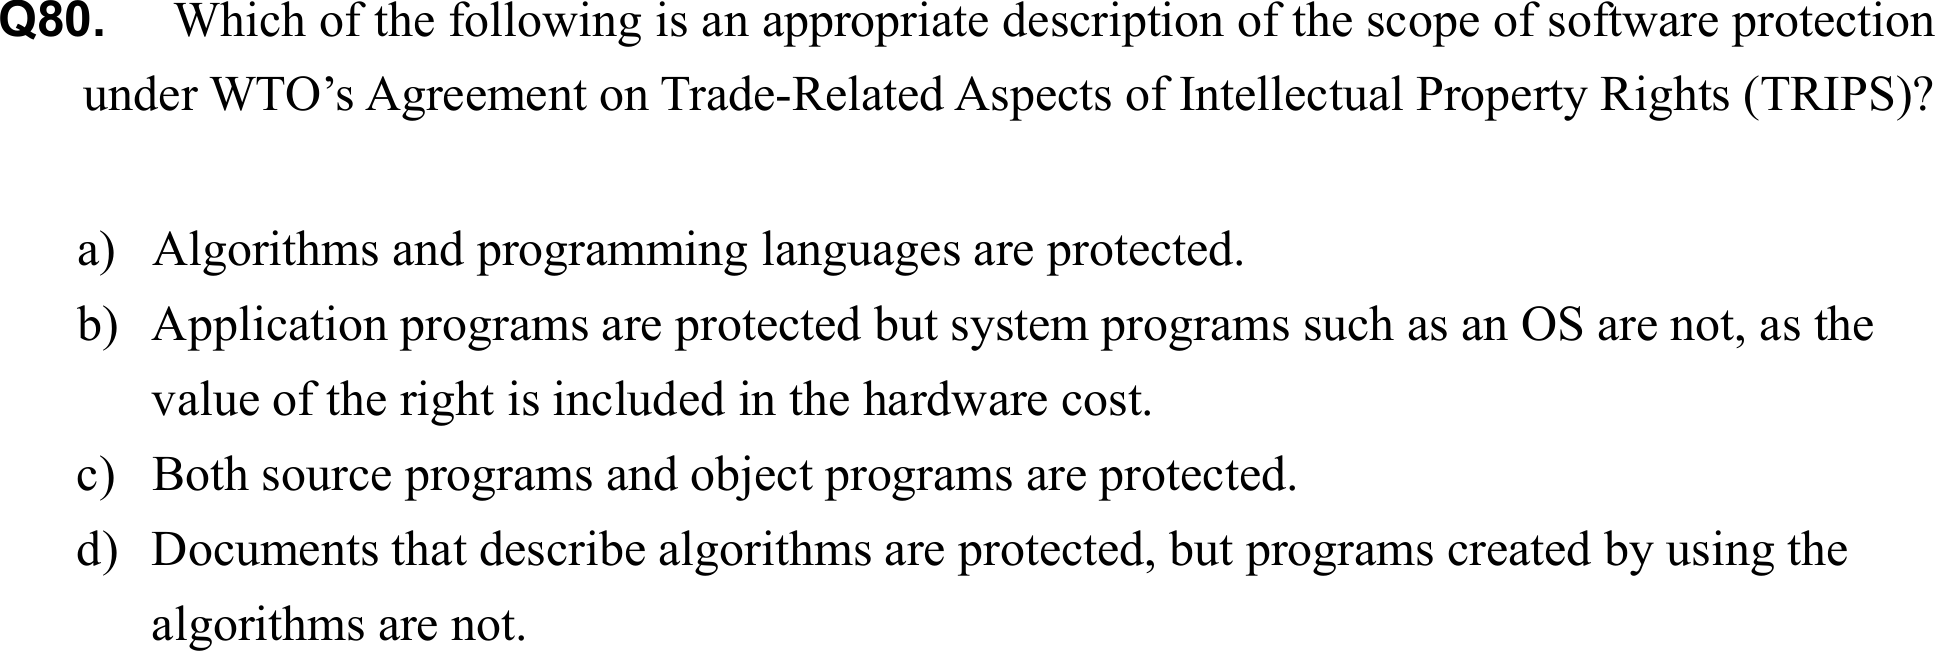 Q80. Which of the following is an appropriate description of the scope of software protection
under WTO’s Agreement on Trade-Related Aspects of Intellectual Property Rights (TRIPS)?
a) Algorithms and programming languages are protected.
b) Application programs are protected but system programs such as an OS are not, as the
value of the right is included in the hardware cost.
c) Both source programs and object programs are protected.
d) Documents that describe algorithms are protected, but programs created by using the
algorithms are not.